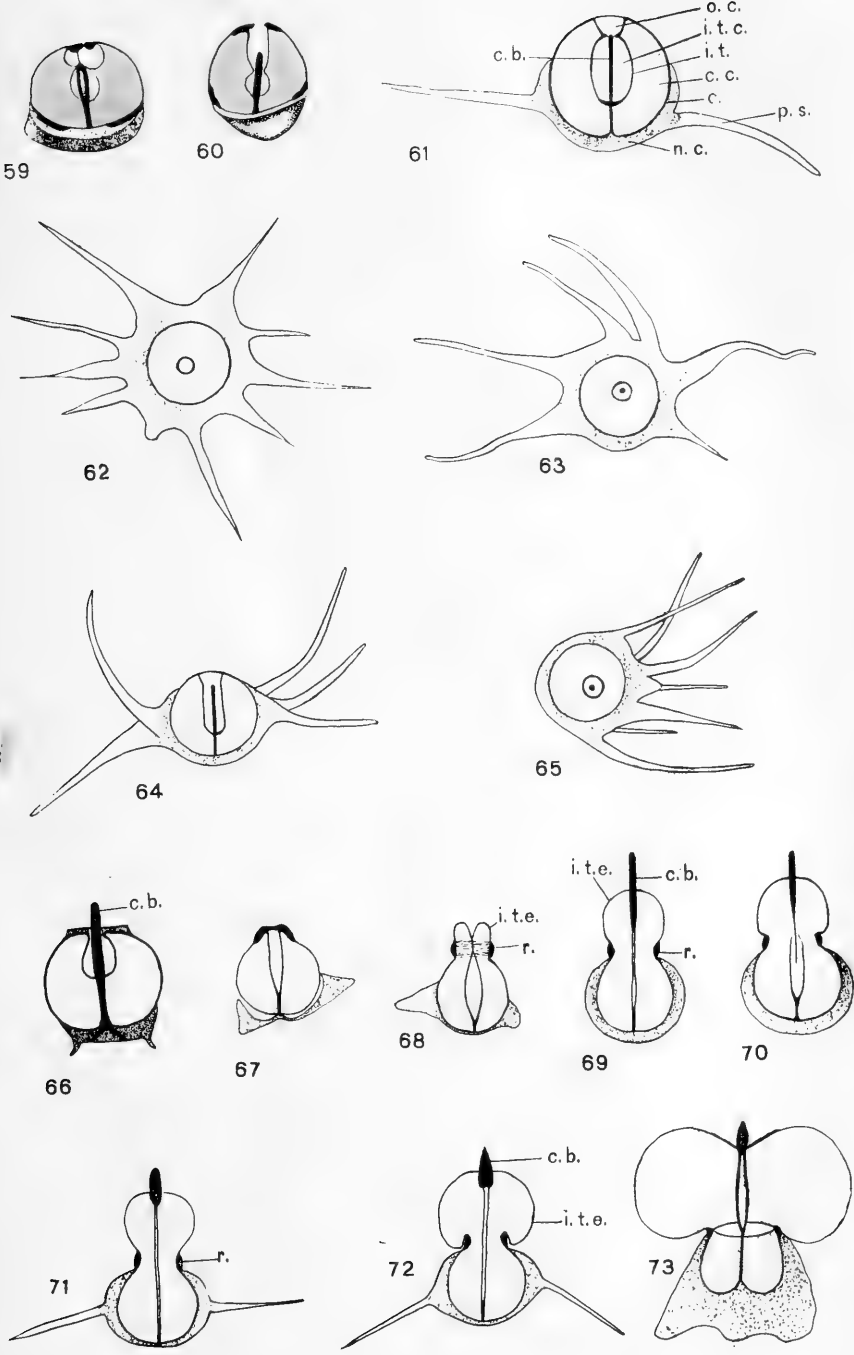 o. c.
i. t. c.
c. b.
i. t.
c. c.
c.
p. s.
n. c.
59
60
61
62
63
64
65
c. b.
i. t. e.
r.
i. t. e.
c. b.
r.
66
67
68
69
70
c. b.
i. t. e.
r.
71
72
73